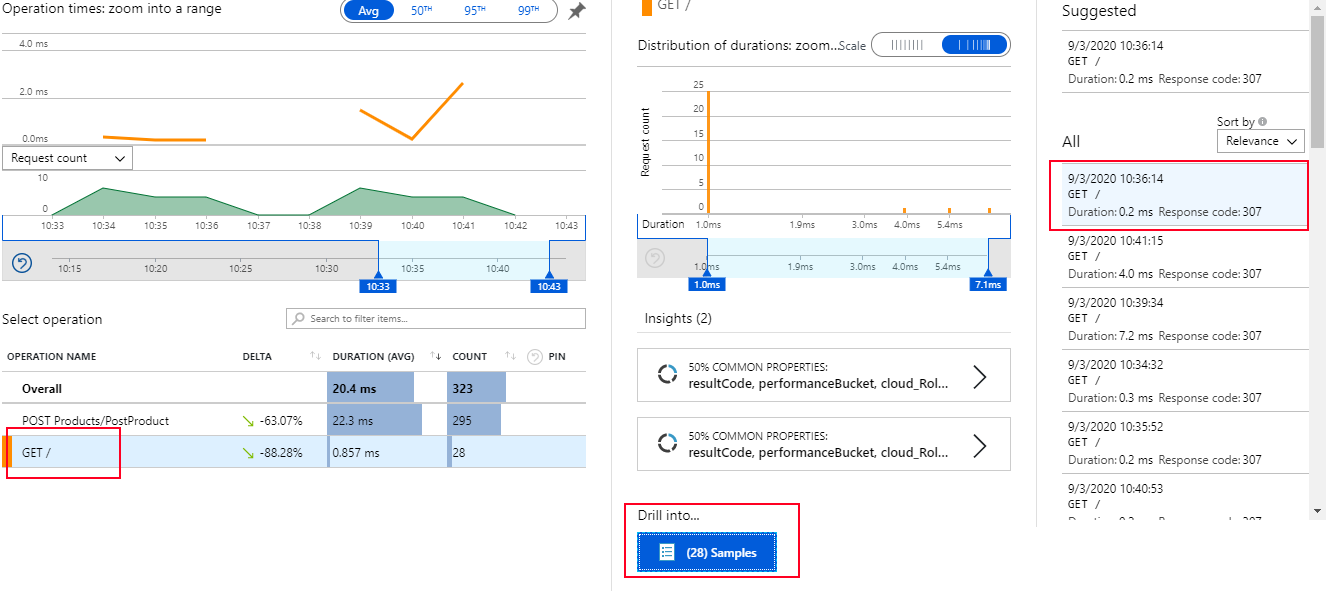 Operation times: zoom into a range
Avg 50TH 95TH 99TH
4.0 ms
2.0 ms
0.0ms
Request count
10
0
10:33 10:34 10:35 10:36 10:37 10:38 10:39 10:40 10:41 10:42 10:43
10:15 10:20 10:25 10:30 10:35 10:40
10:33 10:43
Select operation
Search to filter items...
OPERATION NAME DELTA DURATION (AVG) COUNT PIN
Overall 20.4 ms 323
POST Products/PostProduct -63.07% 22.3 ms 295
GET / -88.28% 0.857 ms 28
GET /
Distribution of durations: zoom... Scale
Request count
25
20
15
10
5
0
Duration 1.0ms 1.9ms 3.0ms 4.0ms 5.4ms
1.0ms 1.9ms 3.0ms 4.0ms 5.4ms
1.0ms 7.1ms
Insights (2)
50% COMMON PROPERTIES:
resultCode, performanceBucket, cloud_Rol...
50% COMMON PROPERTIES:
resultCode, performanceBucket, cloud_Rol...
Drill into...
(28) Samples
Suggested
9/3/2020 10:36:14
GET /
Duration: 0.2 ms Response code: 307
Sort by
All
Relevance
9/3/2020 10:36:14
GET /
Duration: 0.2 ms Response code: 307
9/3/2020 10:41:15
GET /
Duration: 4.0 ms Response code: 307
9/3/2020 10:39:34
GET /
Duration: 7.2 ms Response code: 307
9/3/2020 10:34:32
GET /
Duration: 0.3 ms Response code: 307
9/3/2020 10:35:52
GET /
Duration: 0.2 ms Response code: 307
9/3/2020 10:40:53
GET /